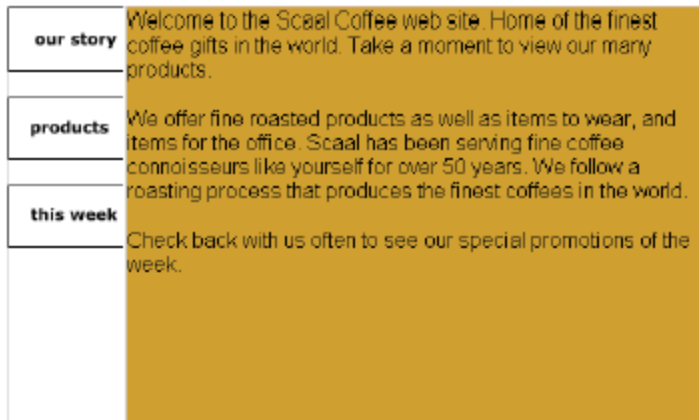 our story
products
this week
Welcome to the Scaal Coffee web site. Home of the finest
coffee gifts in the world. Take a moment to view our many
products.
We offer fine roasted products as well as items to wear, and
items for the office. Scaal has been serving fine coffee
connoisseurs like yourself for over 50 years. We follow a
roasting process that produces the finest coffees in the world.
Check back with us often to see our special promotions of the
week.